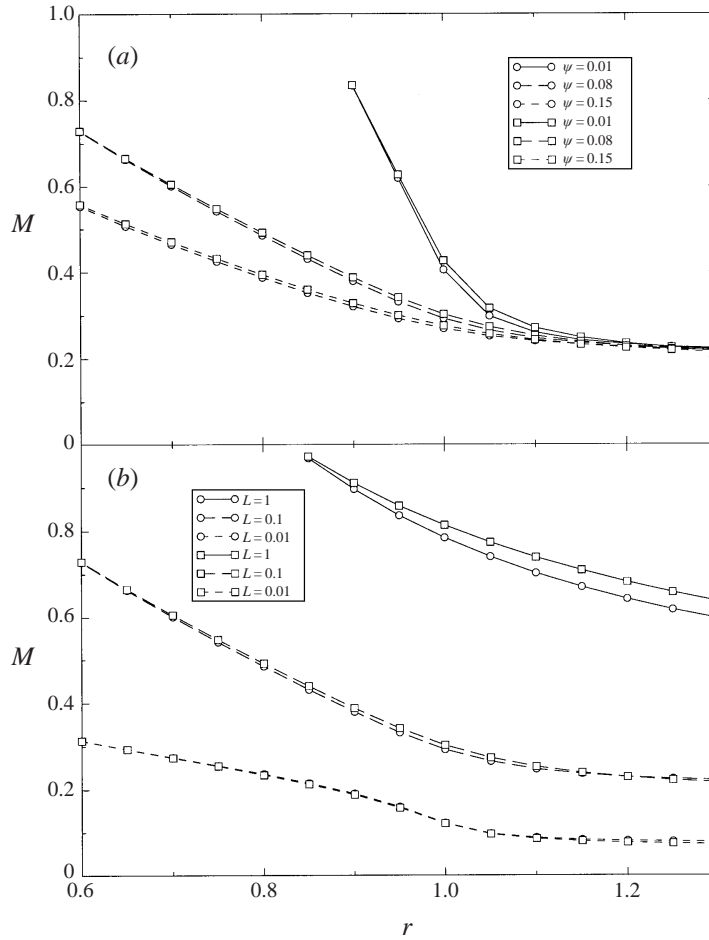 1.0
(a)
ψ = 0.01
ψ = 0.08
ψ = 0.15
ψ = 0.01
ψ = 0.08
ψ = 0.15
0.8
0.6
M
0.4
0.2
0
(b)
L = 1
L = 0.1
L = 0.01
L = 1
L = 0.1
L = 0.01
0.8
0.6
M
0.4
0.2
0
0.6 0.8 1.0 1.2
r